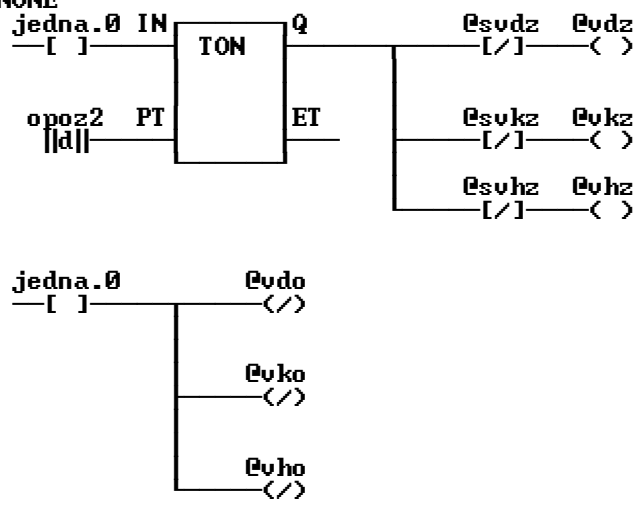 NONE
jedna.0 IN Q @svdz @vdz
[ ] TON [/] ( )
opoz2 PT ET @svkz @vkz
||d|| [/] ( )
@svhz @vhz
[/] ( )
jedna.0 @vdo
[ ] (/)
@vko
(/)
@vho
(/)